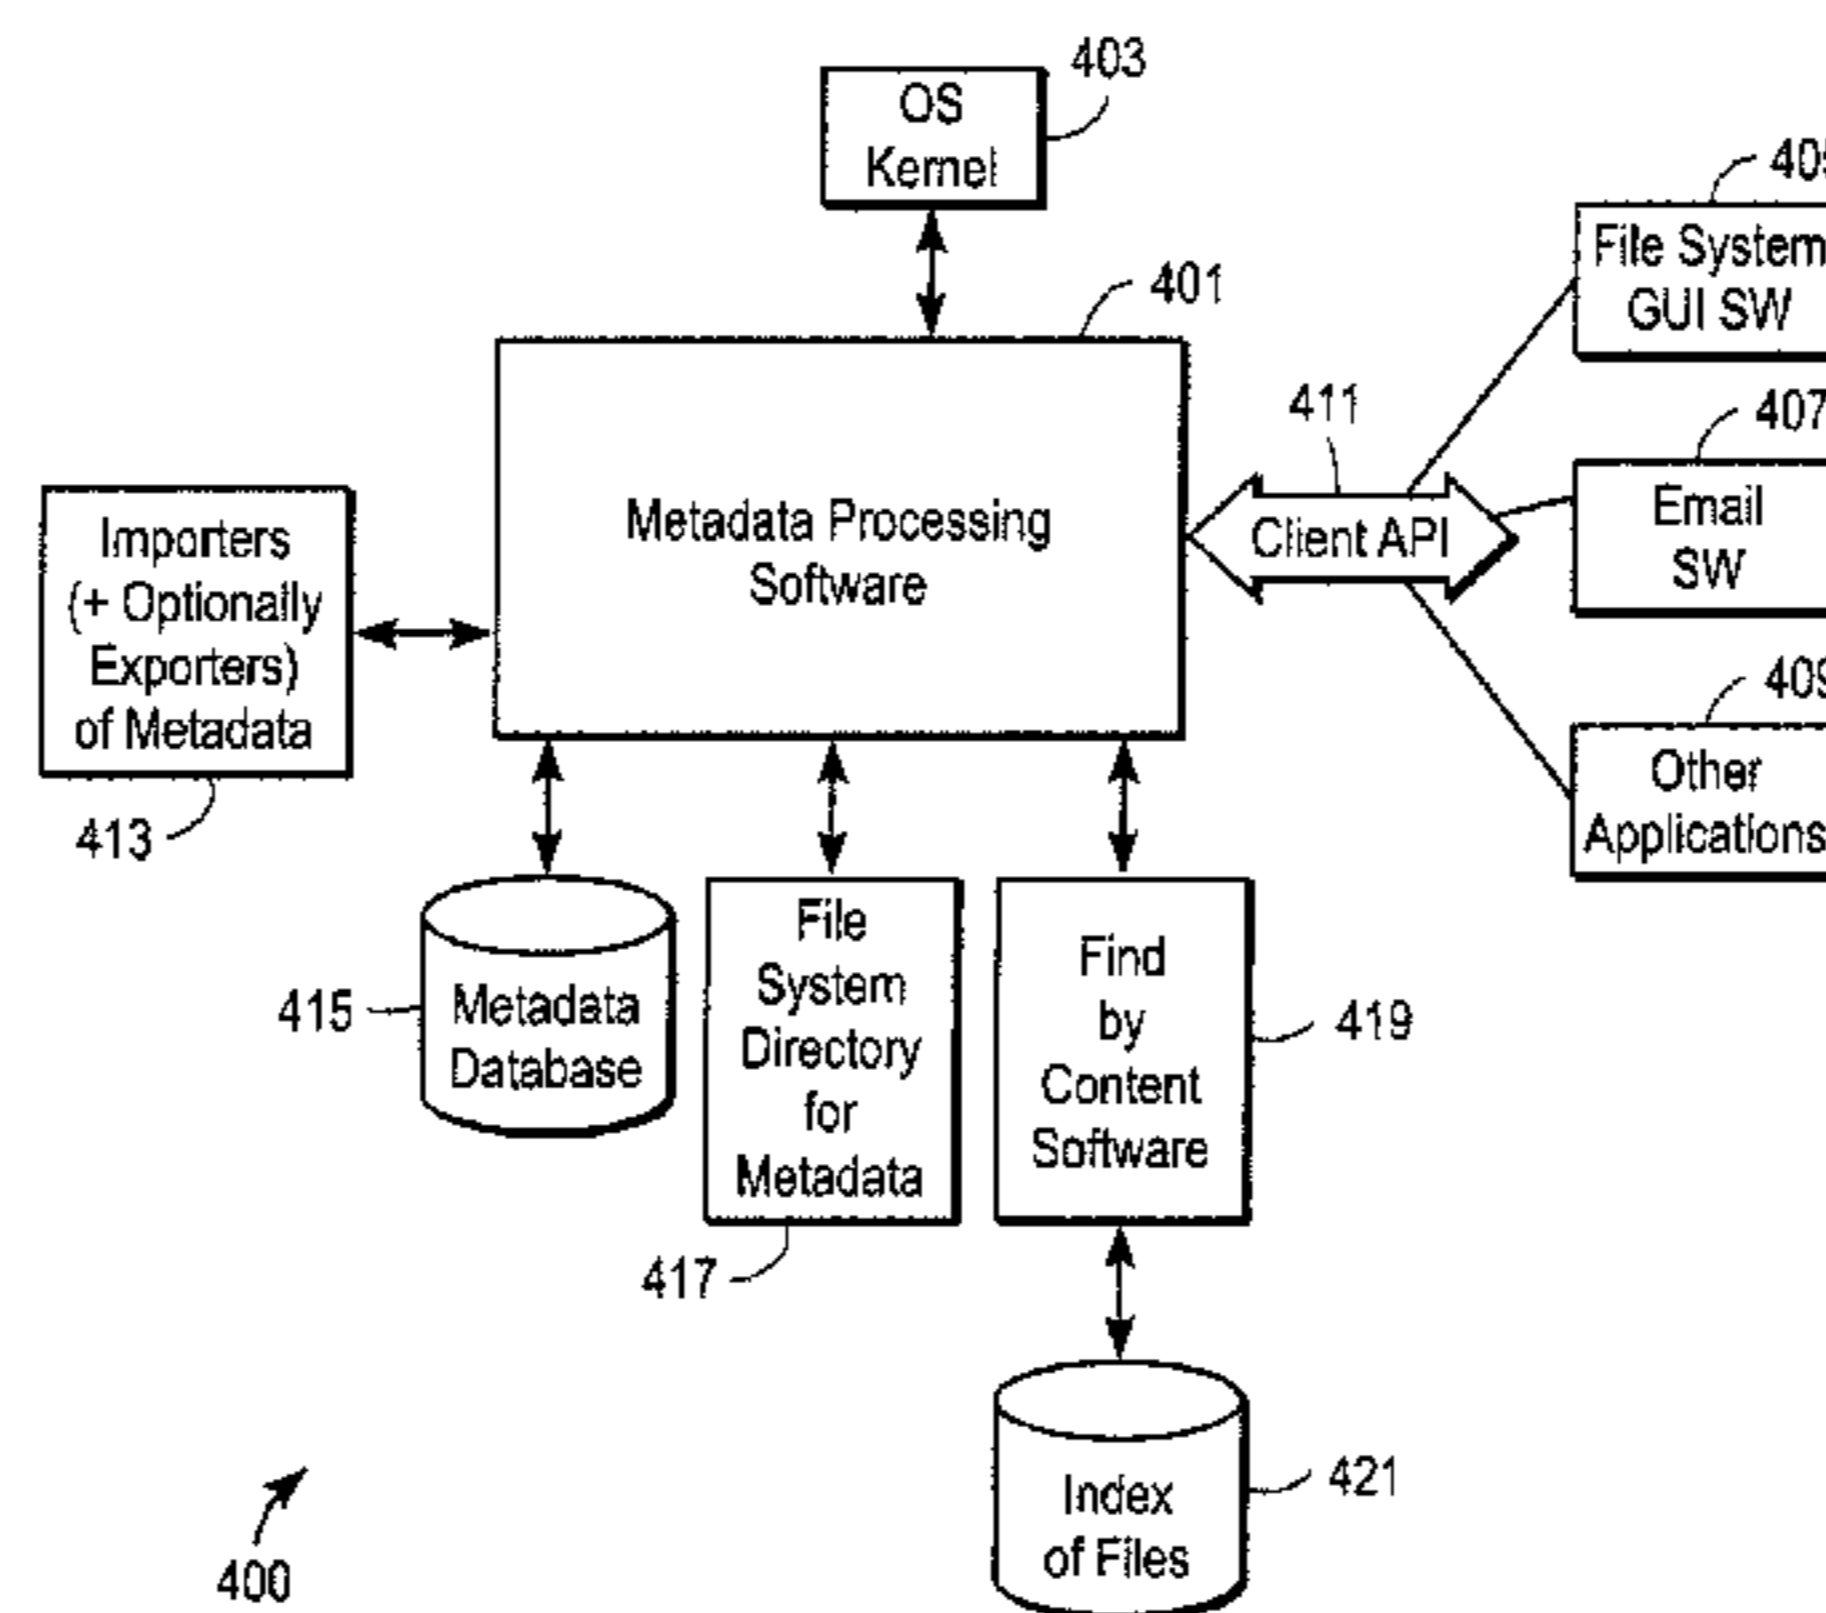 403
OS
Kernel
405
File System
GUI SW
401
411
407
Metadata Processing
Software
Client API
Email
SW
Importers
(+ Optionally
Exporters)
of Metadata
413
409
Other
Applications
415
Metadata
Database
File
System
Directory
for
Metadata
417
Find
by
Content
Software
419
Index
of Files
421
400